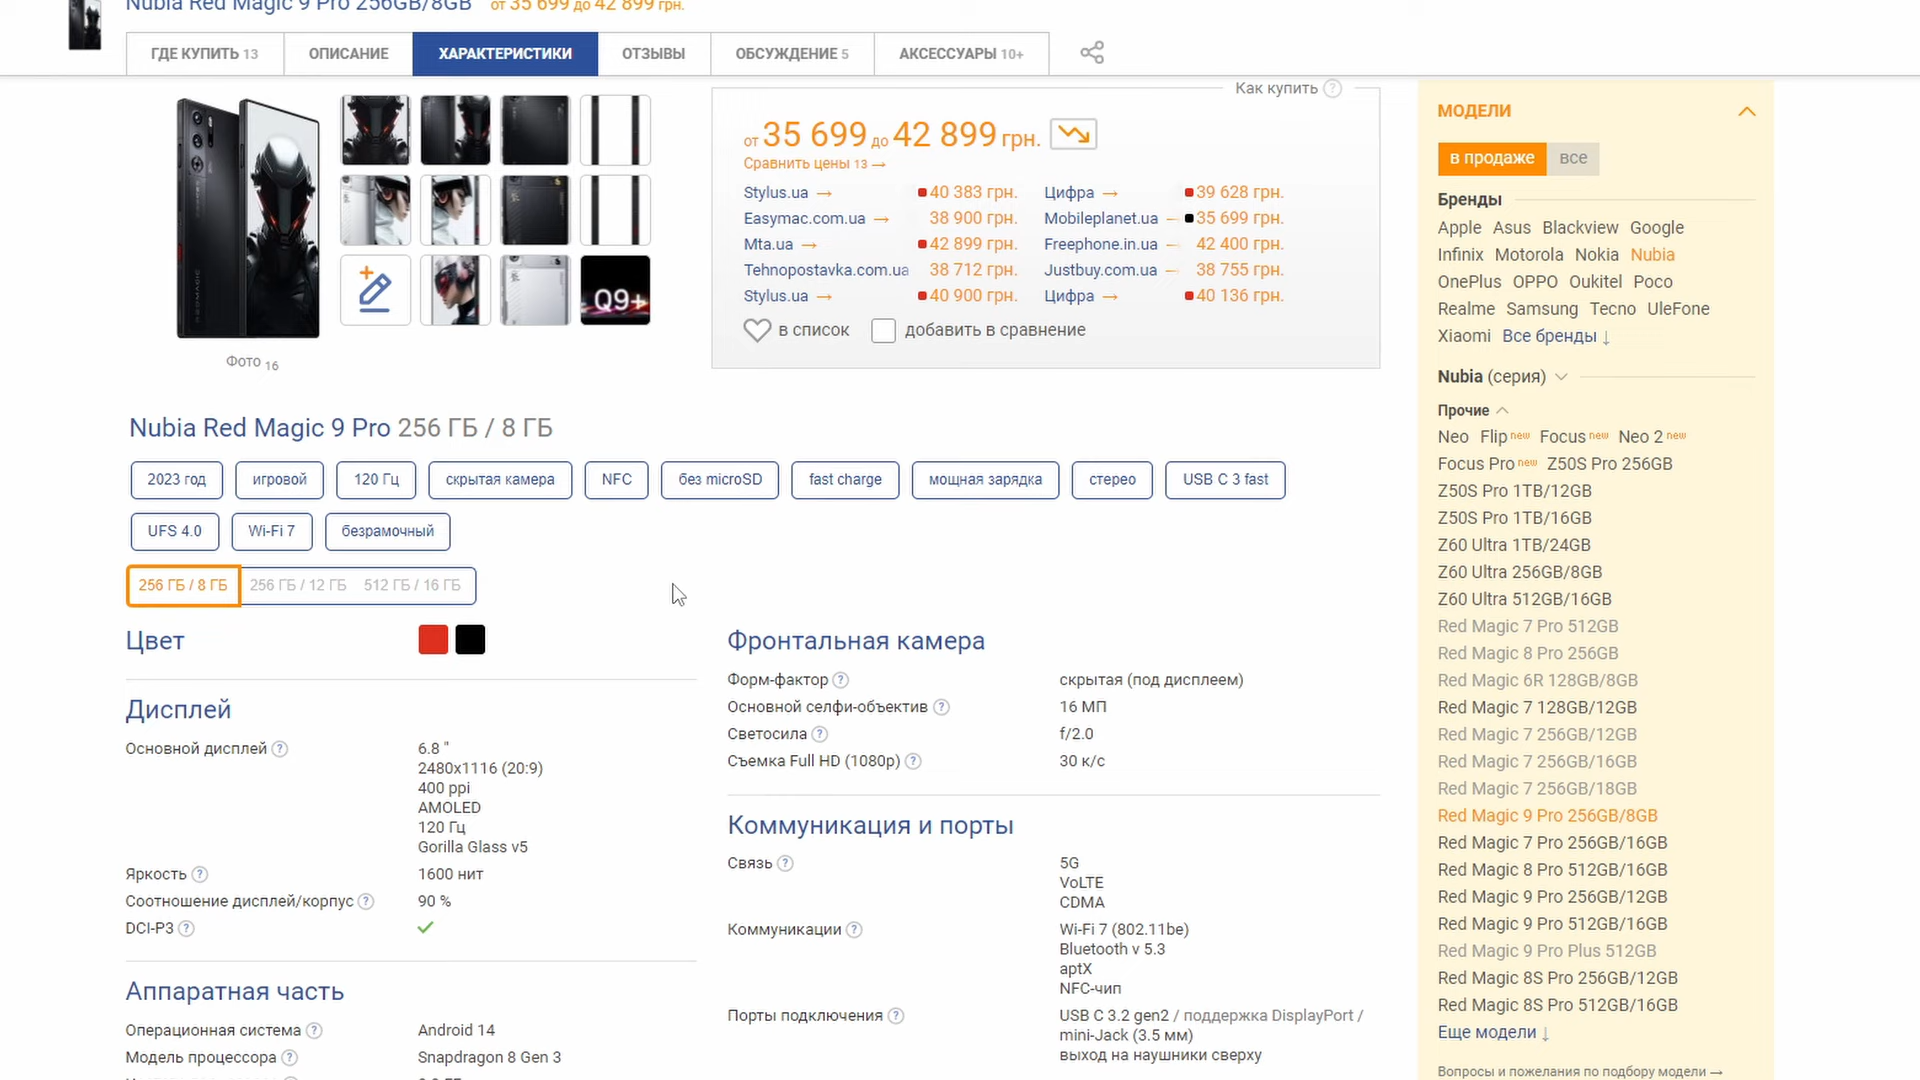 Nubia Red Magic 9 Pro 256GB/8GB от 35 699 до 42 899 грн.
ГДЕ КУПИТЬ 13 ОПИСАНИЕ ХАРАКТЕРИСТИКИ ОТЗЫВЫ ОБСУЖДЕНИЕ 5 АКСЕССУАРЫ 10+
Q9+
Фото 16
Как купить ?
от 35 699 до 42 899 грн.
Сравнить цены 13 →
Stylus.ua → 40 383 грн. Цифра → 39 628 грн.
Easymac.com.ua → 38 900 грн. Mobileplanet.ua → 35 699 грн.
Mta.ua → 42 899 грн. Freephone.in.ua → 42 400 грн.
Tehnopostavka.com.ua 38 712 грн. Justbuy.com.ua → 38 755 грн.
Stylus.ua → 40 900 грн. Цифра → 40 136 грн.
в список добавить в сравнение
Nubia Red Magic 9 Pro 256 ГБ / 8 ГБ
2023 год игровой 120 Гц скрытая камера NFC без microSD fast charge мощная зарядка стерео USB C 3 fast
UFS 4.0 Wi-Fi 7 безрамочный
256 ГБ / 8 ГБ 256 ГБ / 12 ГБ 512 ГБ / 16 ГБ
Цвет
Дисплей
Основной дисплей ? 6.8 "
2480x1116 (20:9)
400 ppi
AMOLED
120 Гц
Gorilla Glass v5
Яркость ? 1600 нит
Соотношение дисплей/корпус ? 90 %
DCI-P3 ?
Аппаратная часть
Операционная система ? Android 14
Модель процессора ? Snapdragon 8 Gen 3
Фронтальная камера
Форм-фактор ? скрытая (под дисплеем)
Основной селфи-объектив ? 16 МП
Светосила ? f/2.0
Съемка Full HD (1080p) ? 30 к/с
Коммуникация и порты
Связь ? 5G
VoLTE
CDMA
Коммуникации ? Wi-Fi 7 (802.11be)
Bluetooth v 5.3
aptX
NFC-чип
Порты подключения ? USB C 3.2 gen2 / поддержка DisplayPort /
mini-Jack (3.5 мм)
выход на наушники сверху
МОДЕЛИ
в продаже все
Бренды
Apple Asus Blackview Google
Infinix Motorola Nokia Nubia
OnePlus OPPO Oukitel Poco
Realme Samsung Tecno UleFone
Xiaomi Все бренды ↓
Nubia (серия)
Прочие
Neo Flip new Focus new Neo 2 new
Focus Pro new Z50S Pro 256GB
Z50S Pro 1TB/12GB
Z50S Pro 1TB/16GB
Z60 Ultra 1TB/24GB
Z60 Ultra 256GB/8GB
Z60 Ultra 512GB/16GB
Red Magic 7 Pro 512GB
Red Magic 8 Pro 256GB
Red Magic 6R 128GB/8GB
Red Magic 7 128GB/12GB
Red Magic 7 256GB/12GB
Red Magic 7 256GB/16GB
Red Magic 7 256GB/18GB
Red Magic 9 Pro 256GB/8GB
Red Magic 7 Pro 256GB/16GB
Red Magic 8 Pro 512GB/16GB
Red Magic 9 Pro 256GB/12GB
Red Magic 9 Pro 512GB/16GB
Red Magic 9 Pro Plus 512GB
Red Magic 8S Pro 256GB/12GB
Red Magic 8S Pro 512GB/16GB
Еще модели ↓
Вопросы и пожелания по подбору модели →